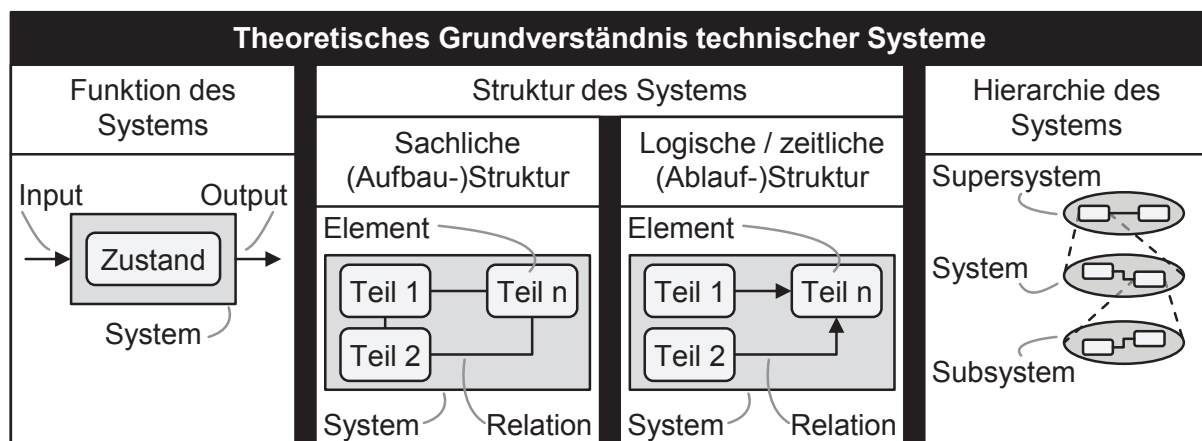 Theoretisches Grundverständnis technischer Systeme
Funktion des
Systems
Input
Output
Zustand
System
Struktur des Systems
Sachliche
(Aufbau-)Struktur
Element
Teil 1
Teil n
Teil 2
System
Relation
Logische / zeitliche
(Ablauf-)Struktur
Element
Teil 1
Teil n
Teil 2
System
Relation
Hierarchie des
Systems
Supersystem
System
Subsystem